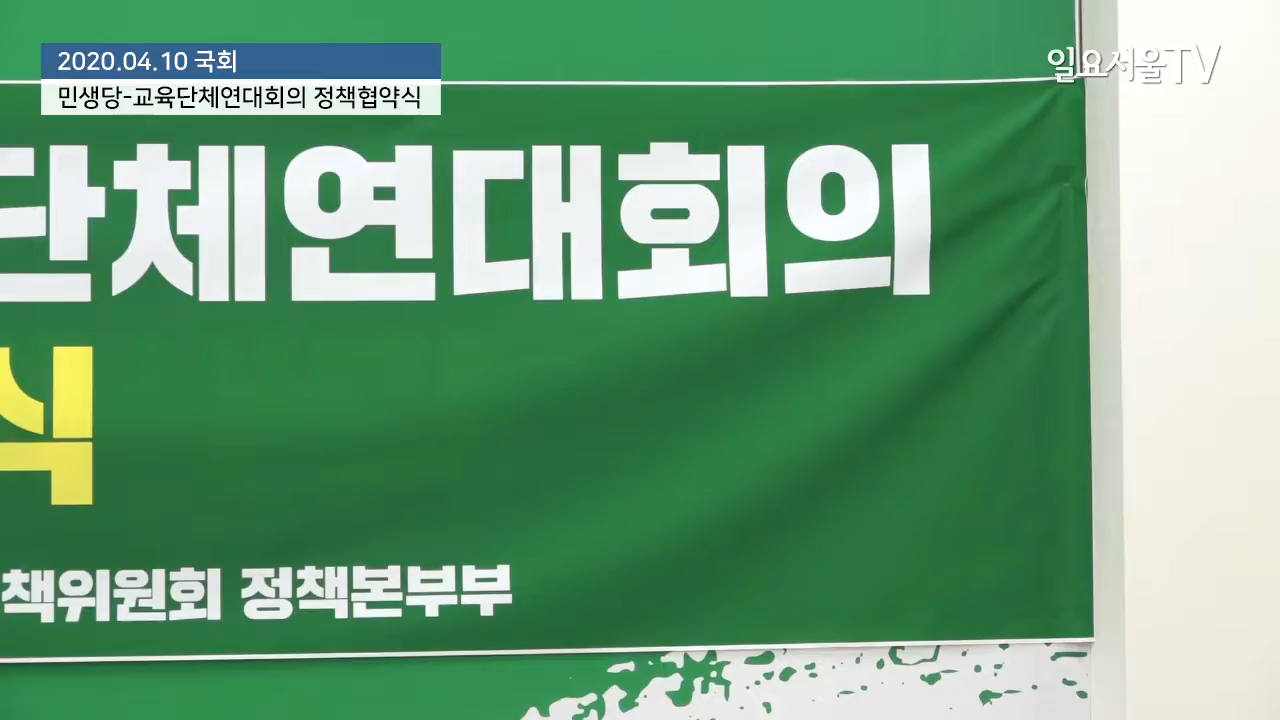 2020.04.10 국회
일요서울TV
민생당-교육단체연대회의 정책협약식
단체연대회의
식
책위원회 정책본부부